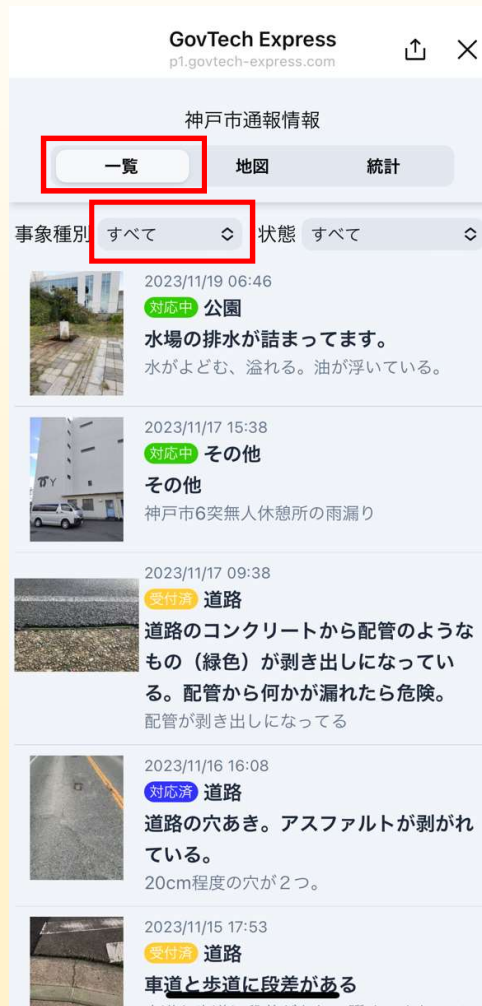 GovTech Express
p1.govtech-express.com
神戸市通報情報
一覧 地図 統計
事象種別 すべて 状態 すべて
2023/11/19 06:46
対応中 公園
水場の排水が詰まってます。
水がよどむ、溢れる。油が浮いている。
2023/11/17 15:38
対応中 その他
その他
神戸市6突無人休憩所の雨漏り
2023/11/17 09:38
受付済 道路
道路のコンクリートから配管のような
もの（緑色）が剥き出しになってい
る。配管から何かが漏れたら危険。
配管が剥き出しになってる
2023/11/16 16:08
対応済 道路
道路の穴あき。アスファルトが剥がれ
ている。
20cm程度の穴が２つ。
2023/11/15 17:53
受付済 道路
車道と歩道に段差がある